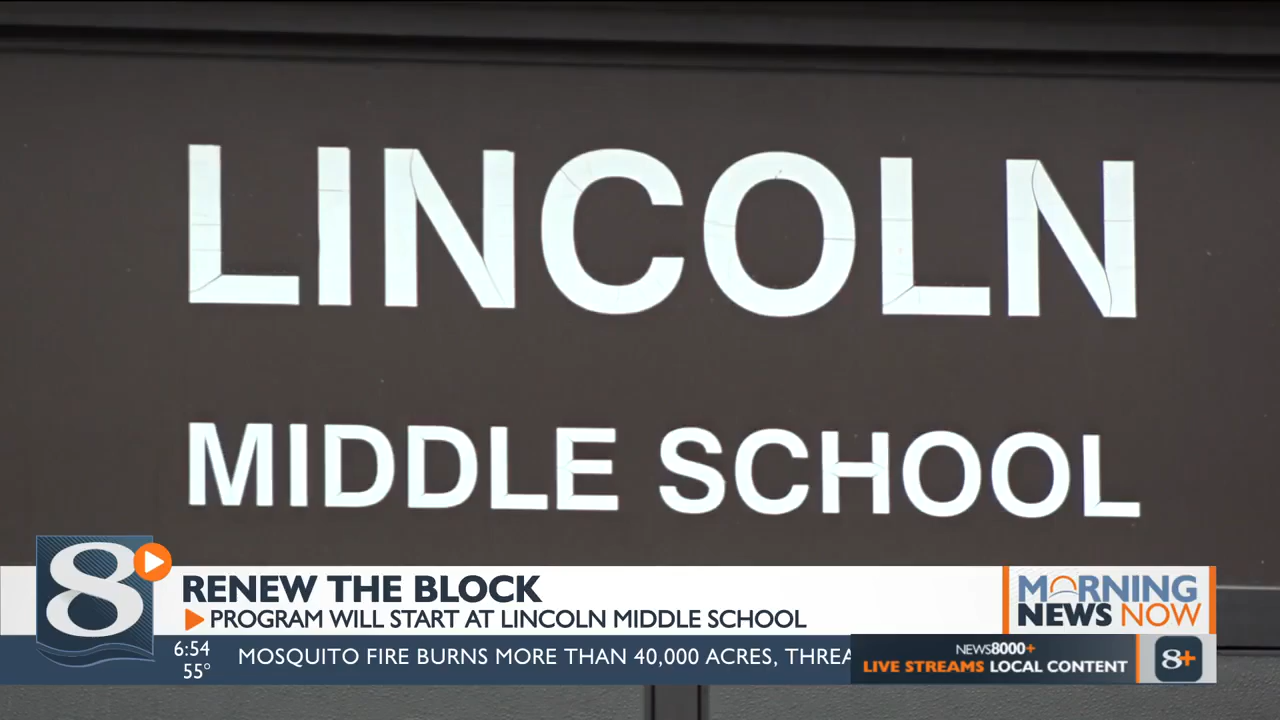 LINCOLN
MIDDLE SCHOOL
8
RENEW THE BLOCK
PROGRAM WILL START AT LINCOLN MIDDLE SCHOOL
MORNING
NEWS NOW
6:54
55°
MOSQUITO FIRE BURNS MORE THAN 40,000 ACRES,
NEWS8000+
LIVE STREAMS LOCAL CONTENT
8+